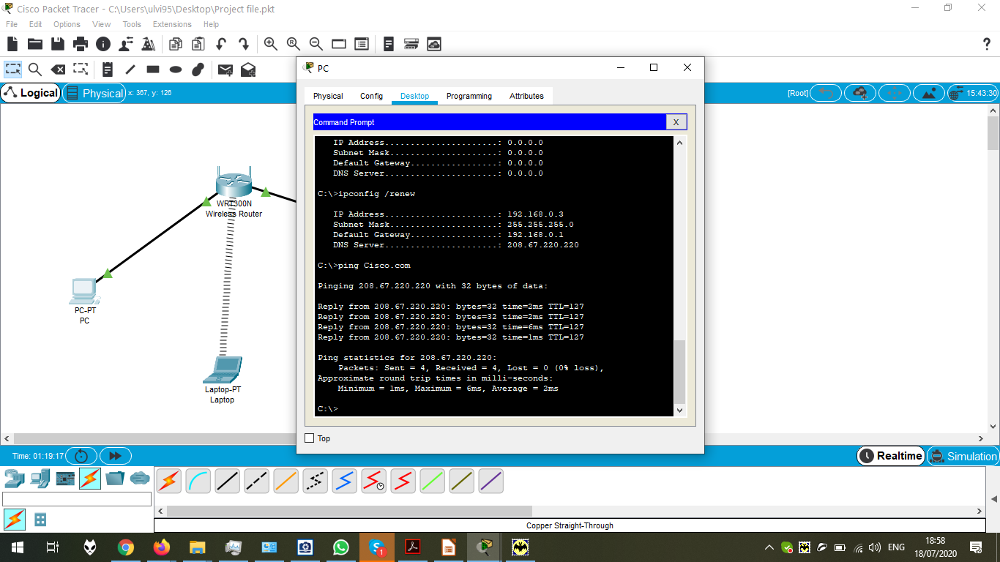 Cisco Packet Tracer - C:\Users\ulvi95\Desktop\Project file.pkt
File Edit Options View Tools Extensions Help
Logical
Physical
x: 367, y: 126
[Root]
15:43:30
WRT300N
Wireless Router
PC-PT
PC
Laptop-PT
Laptop
PC
Physical Config Desktop Programming Attributes
Command Prompt
X
IP Address......................: 0.0.0.0
Subnet Mask.....................: 0.0.0.0
Default Gateway.................: 0.0.0.0
DNS Server......................: 0.0.0.0
C:\>ipconfig /renew
IP Address......................: 192.168.0.3
Subnet Mask.....................: 255.255.255.0
Default Gateway.................: 192.168.0.1
DNS Server......................: 208.67.220.220
C:\>ping Cisco.com
Pinging 208.67.220.220 with 32 bytes of data:
Reply from 208.67.220.220: bytes=32 time=2ms TTL=127
Reply from 208.67.220.220: bytes=32 time=2ms TTL=127
Reply from 208.67.220.220: bytes=32 time=6ms TTL=127
Reply from 208.67.220.220: bytes=32 time=1ms TTL=127
Ping statistics for 208.67.220.220:
Packets: Sent = 4, Received = 4, Lost = 0 (0% loss),
Approximate round trip times in milli-seconds:
Minimum = 1ms, Maximum = 6ms, Average = 2ms
C:\>
Top
Time: 01:19:17
Realtime
Simulation
Copper Straight-Through
1
ENG
18:58
18/07/2020